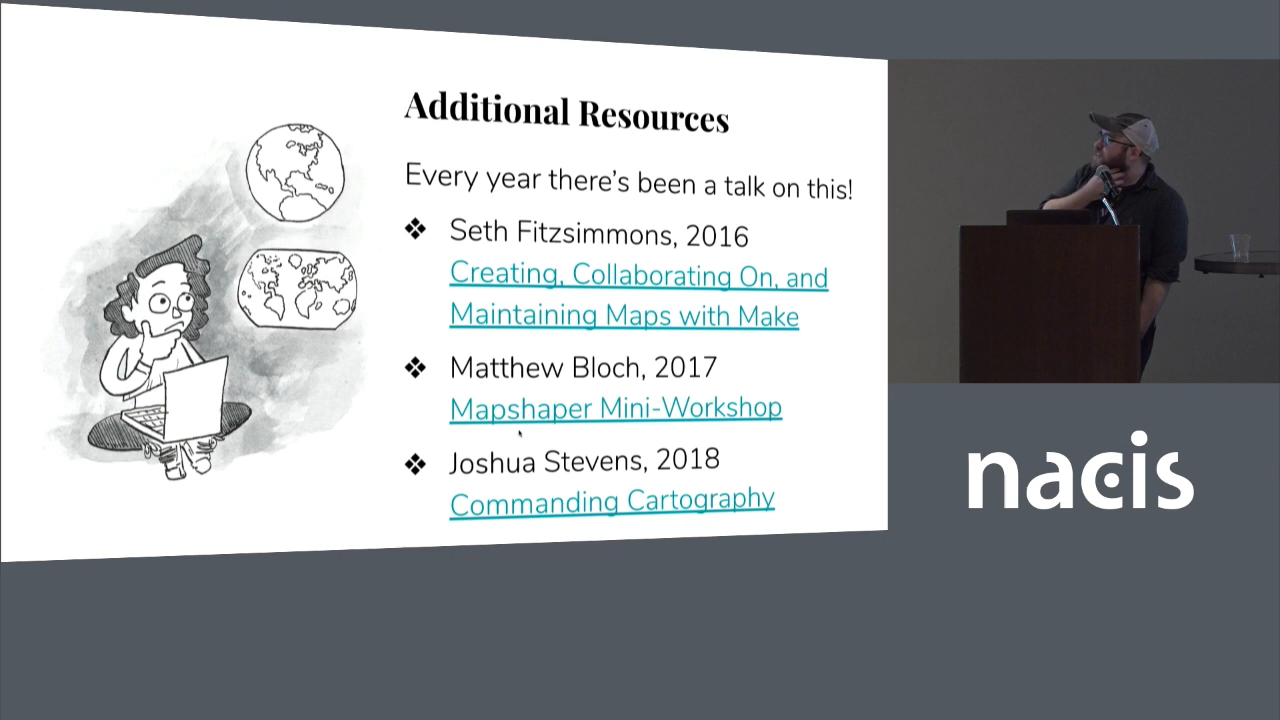 Additional Resources
Every year there's been a talk on this!
❖ Seth Fitzsimmons, 2016
Creating, Collaborating On, and
Maintaining Maps with Make
❖ Matthew Bloch, 2017
Mapshaper Mini-Workshop
❖ Joshua Stevens, 2018
Commanding Cartography
nacis